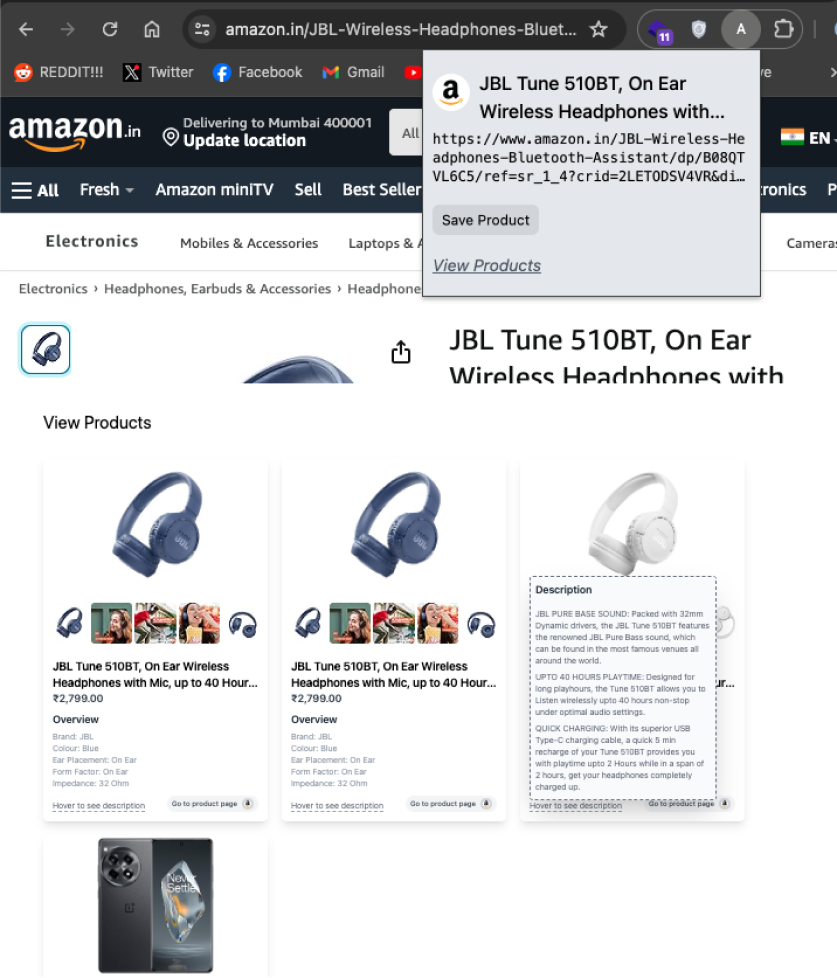 amazon.in/JBL-Wireless-Headphones-Bluet...
11
A
REDDIT!!!
X
Twitter
Facebook
Gmail
ve
a
JBL Tune 510BT, On Ear
Wireless Headphones with...
https://www.amazon.in/JBL-Wireless-He
adphones-Bluetooth-Assistant/dp/B08QT
VL6C5/ref=sr_1_4?crid=2LETODSV4VR&di…
Save Product
View Products
amazon.in
Delivering to Mumbai 400001
Update location
All
EN
All
Fresh
Amazon miniTV
Sell
Best Seller
tronics
P
Electronics
Mobiles & Accessories
Laptops & A
Cameras
Electronics › Headphones, Earbuds & Accessories › Headphone
JBL Tune 510BT, On Ear
Wireless Headphones with
View Products
JBL Tune 510BT, On Ear Wireless
Headphones with Mic, up to 40 Hour...
₹2,799.00
Overview
Brand: JBL
Colour: Blue
Ear Placement: On Ear
Form Factor: On Ear
Impedance: 32 Ohm
Hover to see description
Go to product page
a
JBL Tune 510BT, On Ear Wireless
Headphones with Mic, up to 40 Hour...
₹2,799.00
Overview
Brand: JBL
Colour: Blue
Ear Placement: On Ear
Form Factor: On Ear
Impedance: 32 Ohm
Hover to see description
Go to product page
a
Description
JBL PURE BASS SOUND: Packed with 32mm
Dynamic drivers, the JBL Tune 510BT features
the renowned JBL Pure Bass sound, which
can be found in the most famous venues all
around the world.
UPTO 40 HOURS PLAYTIME: Designed for
long playhours, the Tune 510BT allows you to
Listen wirelessly upto 40 hours non-stop
under optimal audio settings.
QUICK CHARGING: With its superior USB
Type-C charging cable, a quick 5 min
recharge of your Tune 510BT provides you
with playtime upto 2 Hours while in a span of
2 hours, get your headphones completely
charged up.
ur...
Hover to see description
Go to product page
a
Never
Settle